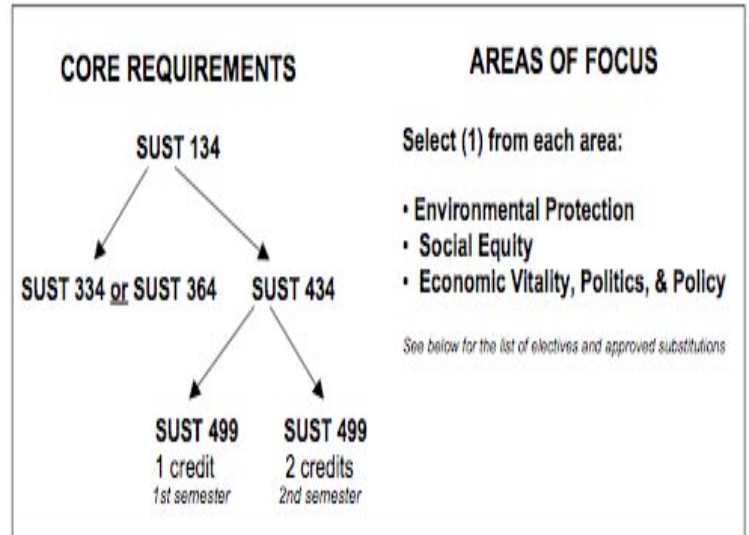 CORE REQUIREMENTS
SUST 134
SUST 334 or SUST 364 SUST 434
SUST 499 SUST 499
1 credit 2 credits
1st semester 2nd semester
AREAS OF FOCUS
Select (1) from each area:
• Environmental Protection
• Social Equity
• Economic Vitality, Politics, & Policy
See below for the list of electives and approved substitutions